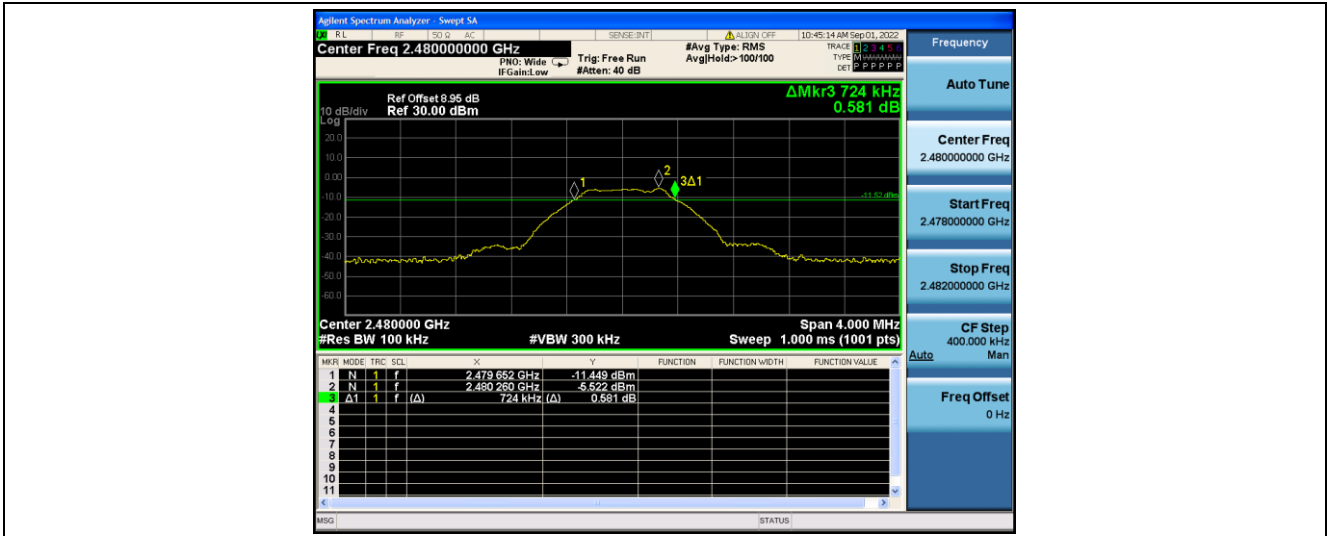 Agilent Spectrum Analyzer - Swept SA
RL RF 50 Ω AC SENSE:INT ALIGN OFF 10:45:14 AM Sep 01, 2022
Center Freq 2.480000000 GHz #Avg Type: RMS TRACE 1 2 3 4 5 6 Frequency
PNO: Wide Trig: Free Run Avg|Hold:> 100/100 TYPE M
IFGain:Low #Atten: 40 dB DET P P P P P P
Auto Tune
ΔMkr3 724 kHz
Ref Offset 8.95 dB 0.581 dB
10 dB/div Ref 30.00 dBm
Log
20.0
10.0
0.00
-10.0
-20.0
-30.0
-40.0
-50.0
-60.0
1
2
3Δ1
-11.52 dBm
Center Freq
2.480000000 GHz
Start Freq
2.478000000 GHz
Stop Freq
2.482000000 GHz
Center 2.480000 GHz Span 4.000 MHz
#Res BW 100 kHz #VBW 300 kHz Sweep 1.000 ms (1001 pts)
CF Step
400.000 kHz
Auto Man
MKR MODE TRC SCL X Y FUNCTION FUNCTION WIDTH FUNCTION VALUE
1 N 1 f 2.479 652 GHz -11.449 dBm
2 N 1 f 2.480 260 GHz -5.522 dBm
3 Δ1 1 f (Δ) 724 kHz (Δ) 0.581 dB
4
5
6
7
8
9
10
11
Freq Offset
0 Hz
MSG STATUS